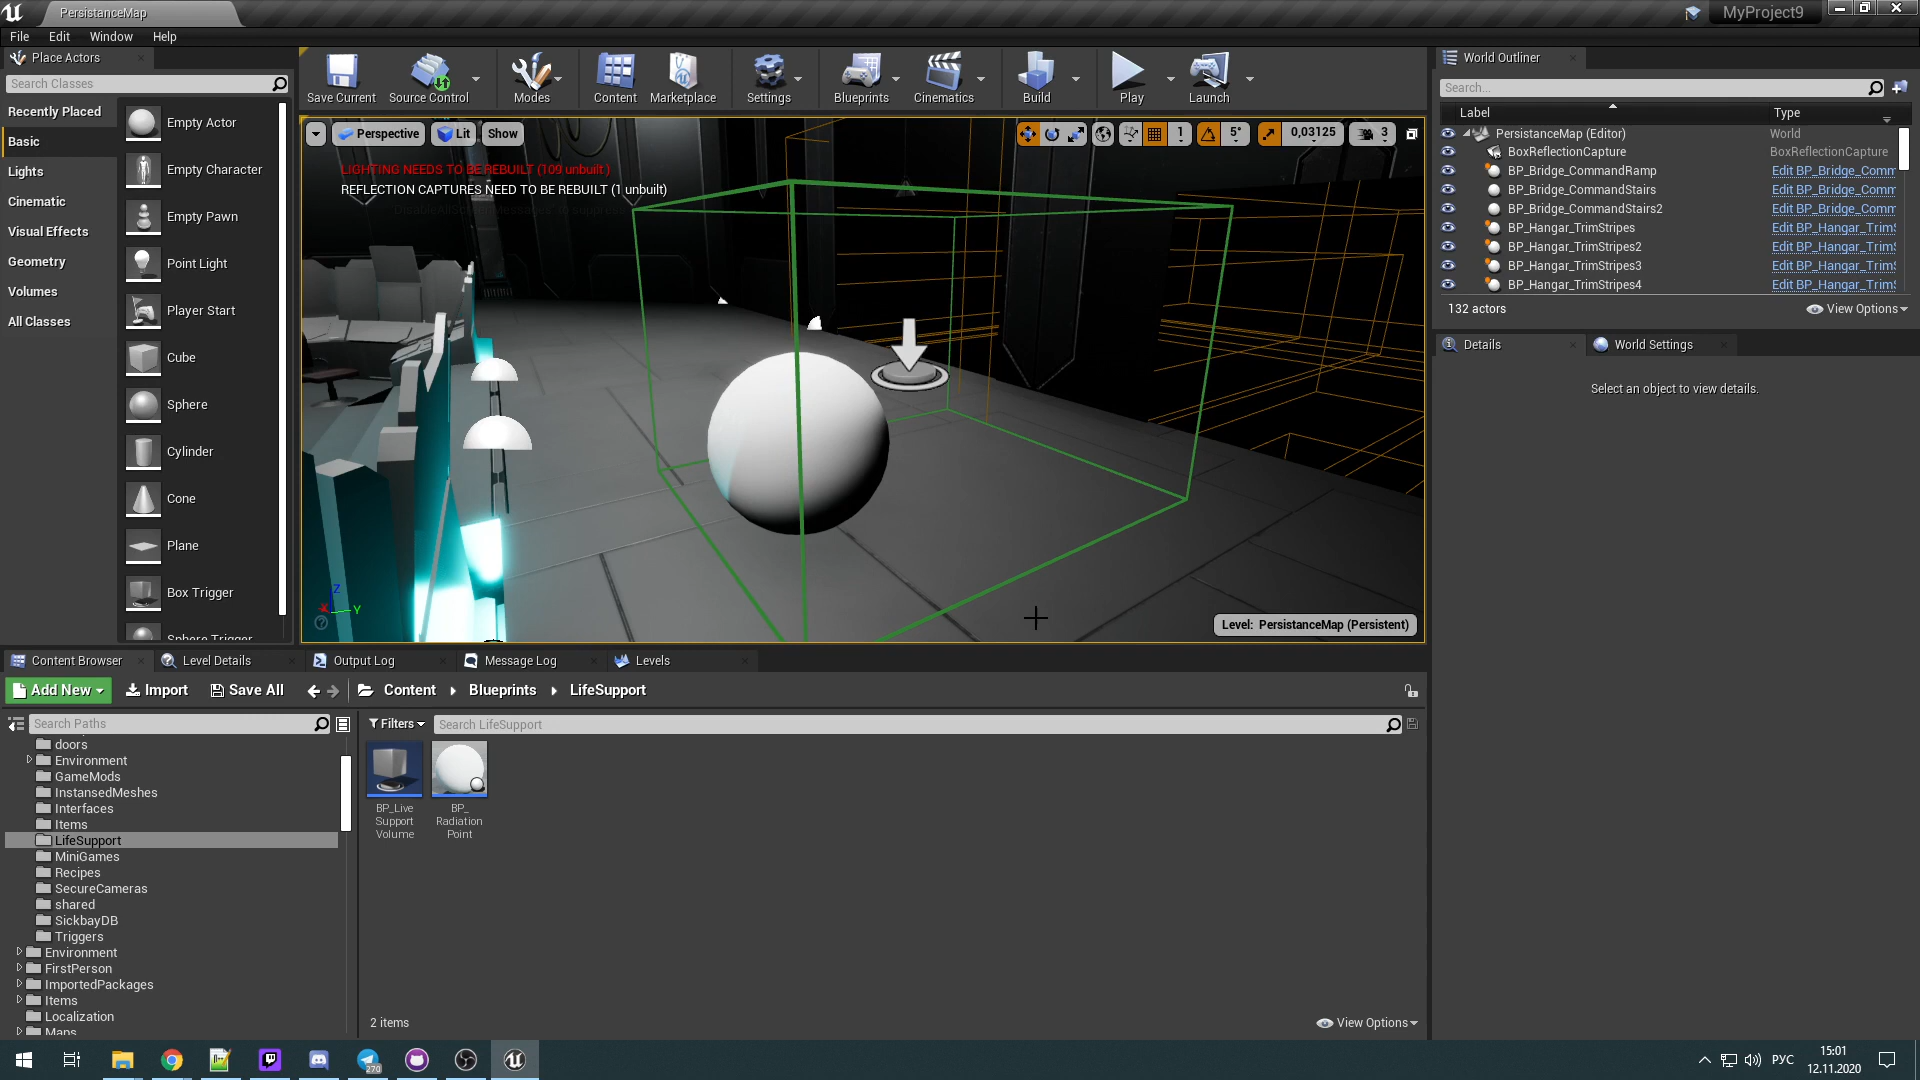 PersistanceMap
MyProject9
File Edit Window Help
Place Actors
Search Classes
Recently Placed
Basic
Lights
Cinematic
Visual Effects
Geometry
Volumes
All Classes
Empty Actor
Empty Character
Empty Pawn
Point Light
Player Start
Cube
Sphere
Cylinder
Cone
Plane
Box Trigger
Sphere Trigger
Save Current Source Control Modes Content Marketplace Settings Blueprints Cinematics Build Play Launch
Perspective Lit Show
1 5° 0,03125 3
LIGHTING NEEDS TO BE REBUILT (109 unbuilt )
REFLECTION CAPTURES NEED TO BE REBUILT (1 unbuilt)
Z
X Y
Level: PersistanceMap (Persistent)
World Outliner
Search...
Label Type
PersistanceMap (Editor) World
BoxReflectionCapture BoxReflectionCapture
BP_Bridge_CommandRamp Edit BP_Bridge_Comm
BP_Bridge_CommandStairs Edit BP_Bridge_Comm
BP_Bridge_CommandStairs2 Edit BP_Bridge_Comm
BP_Hangar_TrimStripes Edit BP_Hangar_TrimS
BP_Hangar_TrimStripes2 Edit BP_Hangar_TrimS
BP_Hangar_TrimStripes3 Edit BP_Hangar_TrimS
BP_Hangar_TrimStripes4 Edit BP_Hangar_TrimS
132 actors View Options
Details World Settings
Select an object to view details.
Content Browser Level Details Output Log Message Log Levels
Add New Import Save All Content Blueprints LifeSupport
Search Paths
Filters Search LifeSupport
doors
Environment
GameMods
InstansedMeshes
Interfaces
Items
LifeSupport
MiniGames
Recipes
SecureCameras
shared
SickbayDB
Triggers
Environment
FirstPerson
ImportedPackages
Items
Localization
Maps
BP_Live
Support
Volume
BP_
Radiation
Point
2 items View Options
270
РУС
15:01
12.11.2020